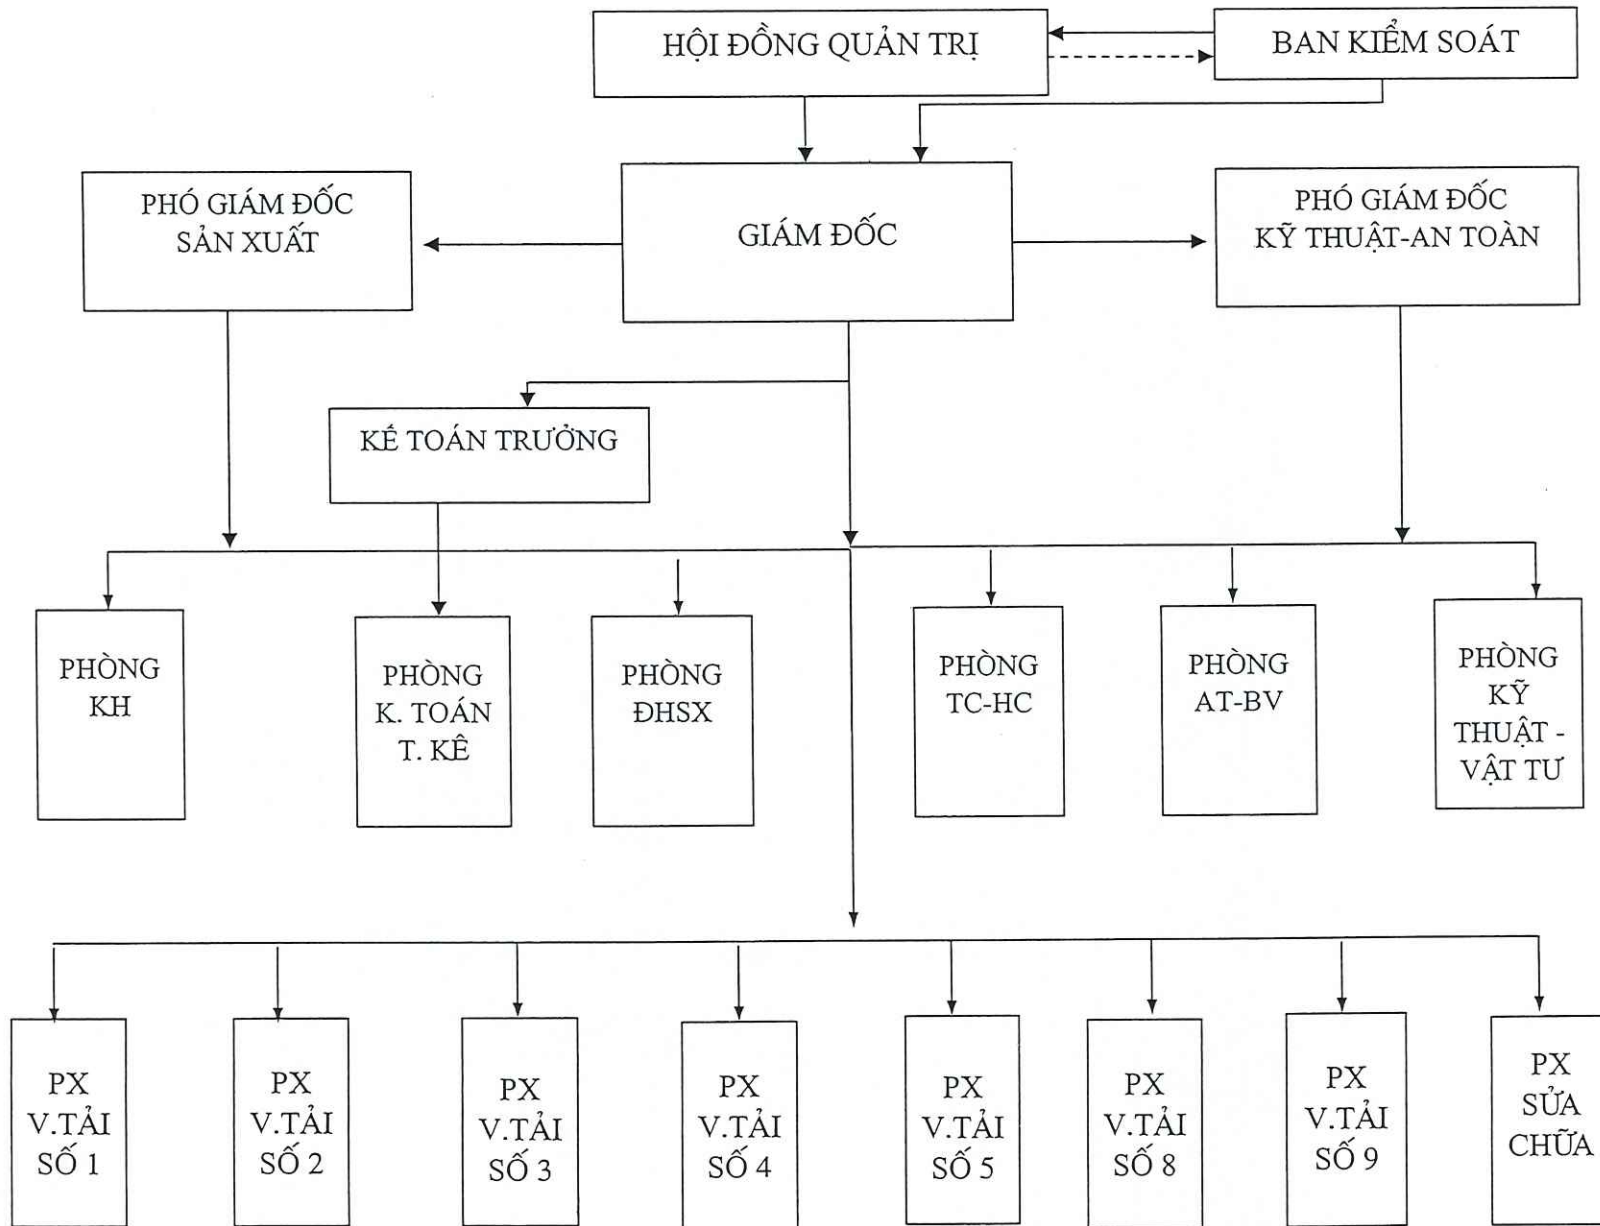 HỘI ĐỒNG QUẢN TRỊ
BAN KIỂM SOÁT
PHÓ GIÁM ĐỐC
SẢN XUẤT
GIÁM ĐỐC
PHÓ GIÁM ĐỐC
KỸ THUẬT-AN TOÀN
KẾ TOÁN TRƯỞNG
PHÒNG
KH
PHÒNG
K. TOÁN
T. KÊ
PHÒNG
ĐHSX
PHÒNG
TC-HC
PHÒNG
AT-BV
PHÒNG
KỸ
THUẬT -
VẬT TƯ
PX
V.TẢI
SỐ 1
PX
V.TẢI
SỐ 2
PX
V.TẢI
SỐ 3
PX
V.TẢI
SỐ 4
PX
V.TẢI
SỐ 5
PX
V.TẢI
SỐ 8
PX
V.TẢI
SỐ 9
PX
SỬA
CHỮA